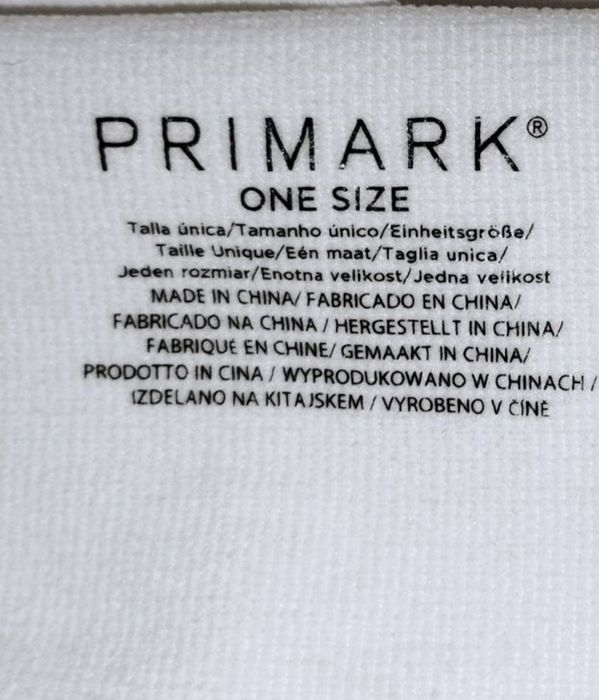 PRIMARK®
ONE SIZE
Talla única/Tamanho único/Einheitsgröße/
Taille Unique/Eén maat/Taglia unica/
Jeden rozmiar/Enotna velikost/Jedna velikost
MADE IN CHINA/ FABRICADO EN CHINA/
FABRICADO NA CHINA / HERGESTELLT IN CHINA/
FABRIQUÉ EN CHINE/ GEMAAKT IN CHINA/
PRODOTTO IN CINA / WYPRODUKOWANO W CHINACH /
IZDELANO NA KITAJSKEM / VYROBENO V ČÍNĚ